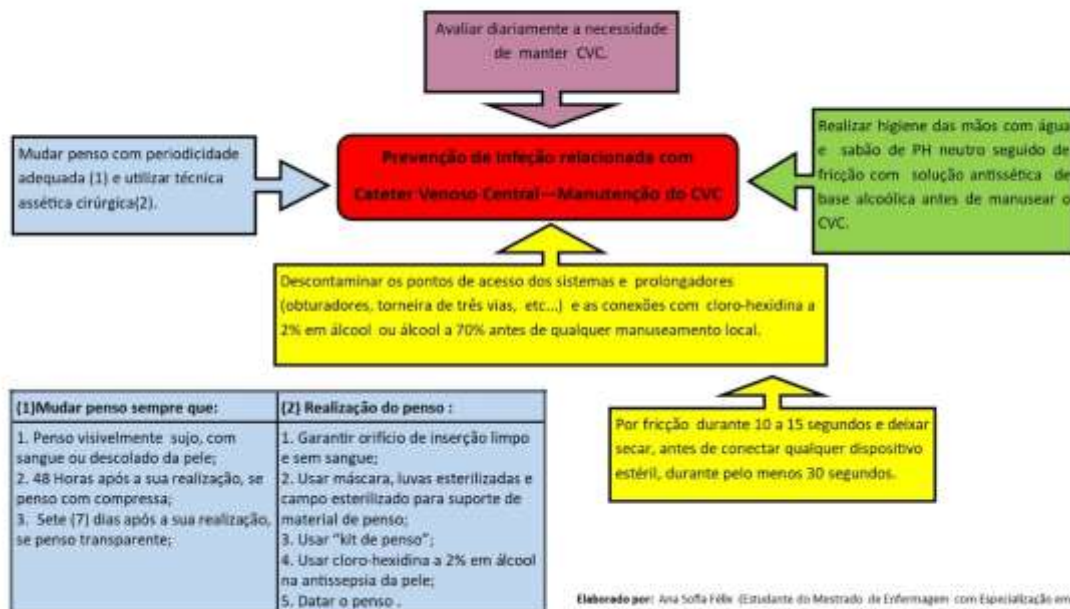 Avaliar diariamente a necessidade
de manter CVC.
Mudar penso com periodicidade
adequada (1) e utilizar técnica
assética cirúrgica(2).
Prevenção de Infeção relacionada com
Cateter Venoso Central—Manutenção do CVC
Realizar higiene das mãos com água
e sabão de PH neutro seguido de
fricção com solução antissética de
base alcoólica antes de manusear o
CVC.
Descontaminar os pontos de acesso dos sistemas e prolongadores
(obturadores, torneira de três vias, etc...) e as conexões com cloro-hexidina a
2% em álcool ou álcool a 70% antes de qualquer manuseamento local.
Por fricção durante 10 a 15 segundos e deixar
secar, antes de conectar qualquer dispositivo
estéril, durante pelo menos 30 segundos.
(1)Mudar penso sempre que:
1. Penso visivelmente sujo, com
sangue ou descolado da pele;
2. 48 Horas após a sua realização, se
penso com compressa;
3. Sete (7) dias após a sua realização,
se penso transparente;
(2) Realização do penso :
1. Garantir orifício de inserção limpo
e sem sangue;
2. Usar máscara, luvas esterilizadas e
campo esterilizado para suporte de
material de penso;
3. Usar "kit de penso";
4. Usar cloro-hexidina a 2% em álcool
na antissepsia da pele;
5. Datar o penso .
Elaborado por: Ana Sofia Félix (Estudante do Mestrado de Enfermagem com Especialização em